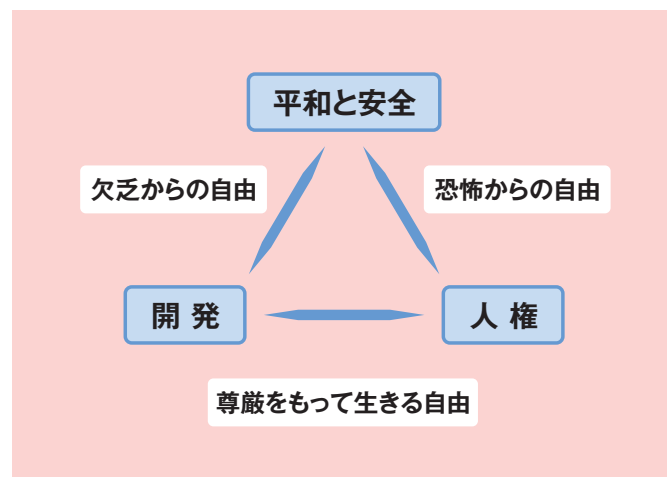 平和と安全
欠乏からの自由
恐怖からの自由
開 発
人 権
尊厳をもって生きる自由